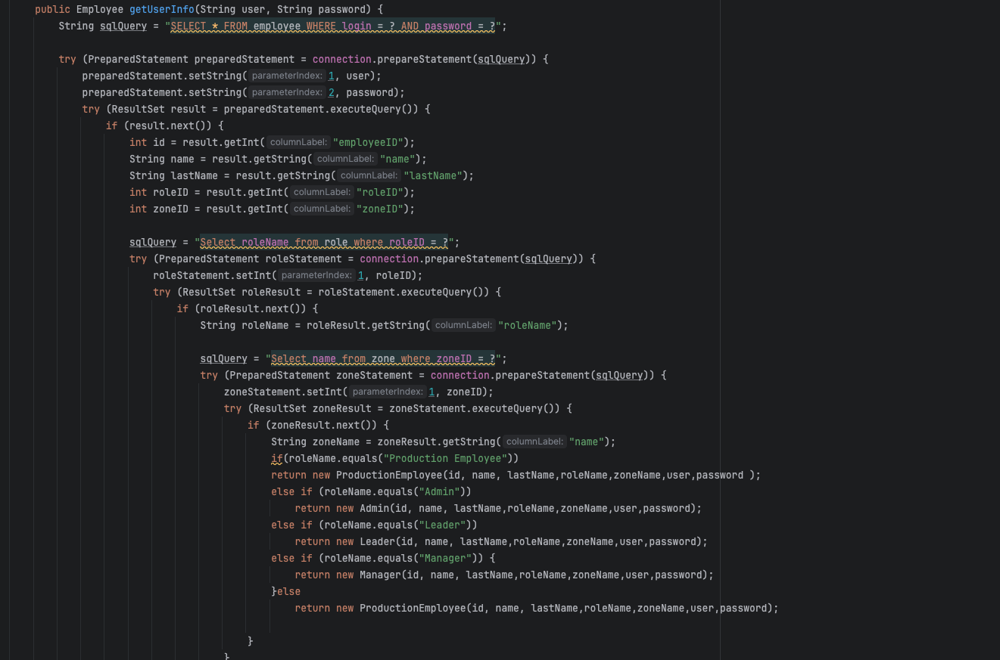 public Employee getUserInfo(String user, String password) {
String sqlQuery = "SELECT * FROM employee WHERE login = ? AND password = ?";
try (PreparedStatement preparedStatement = connection.prepareStatement(sqlQuery)) {
preparedStatement.setString( parameterIndex: 1, user);
preparedStatement.setString( parameterIndex: 2, password);
try (ResultSet result = preparedStatement.executeQuery()) {
if (result.next()) {
int id = result.getInt( columnLabel: "employeeID");
String name = result.getString( columnLabel: "name");
String lastName = result.getString( columnLabel: "lastName");
int roleID = result.getInt( columnLabel: "roleID");
int zoneID = result.getInt( columnLabel: "zoneID");
sqlQuery = "Select roleName from role where roleID = ?";
try (PreparedStatement roleStatement = connection.prepareStatement(sqlQuery)) {
roleStatement.setInt( parameterIndex: 1, roleID);
try (ResultSet roleResult = roleStatement.executeQuery()) {
if (roleResult.next()) {
String roleName = roleResult.getString( columnLabel: "roleName");
sqlQuery = "Select name from zone where zoneID = ?";
try (PreparedStatement zoneStatement = connection.prepareStatement(sqlQuery)) {
zoneStatement.setInt( parameterIndex: 1, zoneID);
try (ResultSet zoneResult = zoneStatement.executeQuery()) {
if (zoneResult.next()) {
String zoneName = zoneResult.getString( columnLabel: "name");
if(roleName.equals("Production Employee"))
return new ProductionEmployee(id, name, lastName,roleName,zoneName,user,password );
else if (roleName.equals("Admin"))
return new Admin(id, name, lastName,roleName,zoneName,user,password);
else if (roleName.equals("Leader"))
return new Leader(id, name, lastName,roleName,zoneName,user,password);
else if (roleName.equals("Manager")) {
return new Manager(id, name, lastName,roleName,zoneName,user,password);
}else
return new ProductionEmployee(id, name, lastName,roleName,zoneName,user,password);
}
}